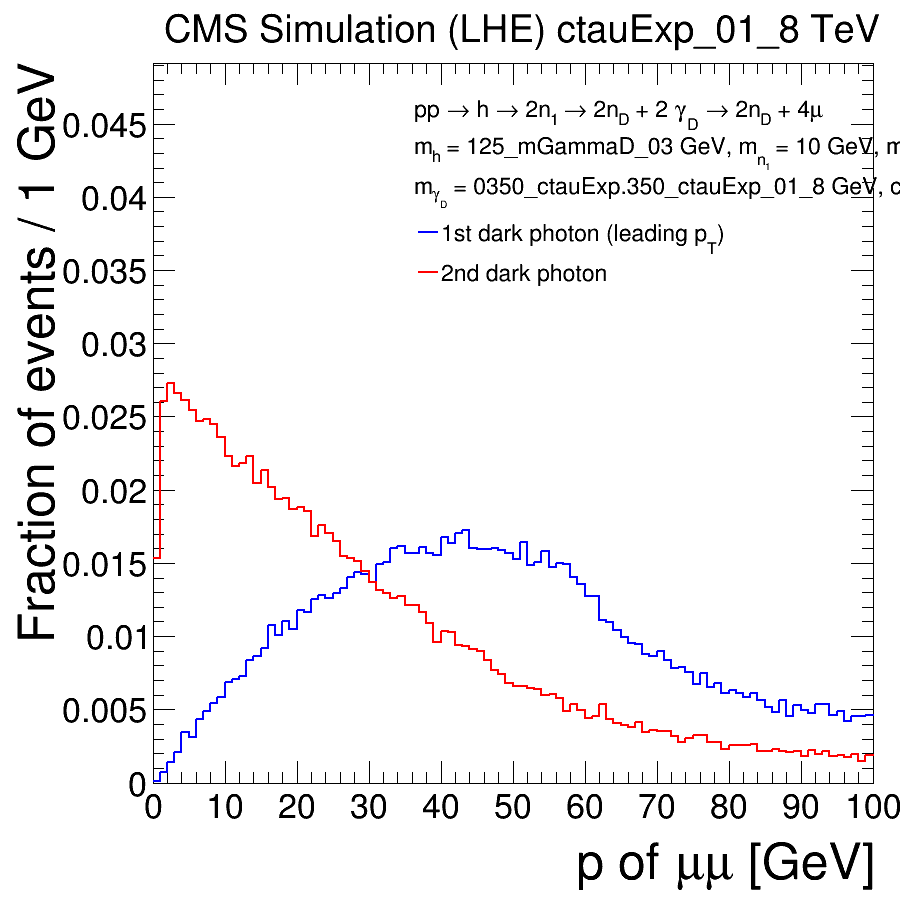 CMS Simulation (LHE) ctauExp_01_8 TeV
Fraction of events / 1 GeV
0.045
0.04
0.035
0.03
0.025
0.02
0.015
0.01
0.005
0
pp → h → 2n1 → 2nD + 2 γD → 2nD + 4μ
mh = 125_mGammaD_03 GeV, mn1 = 10 GeV, m
mγD = 0350_ctauExp.350_ctauExp_01_8 GeV, c
1st dark photon (leading pT)
2nd dark photon
0 10 20 30 40 50 60 70 80 90 100
p of μμ [GeV]